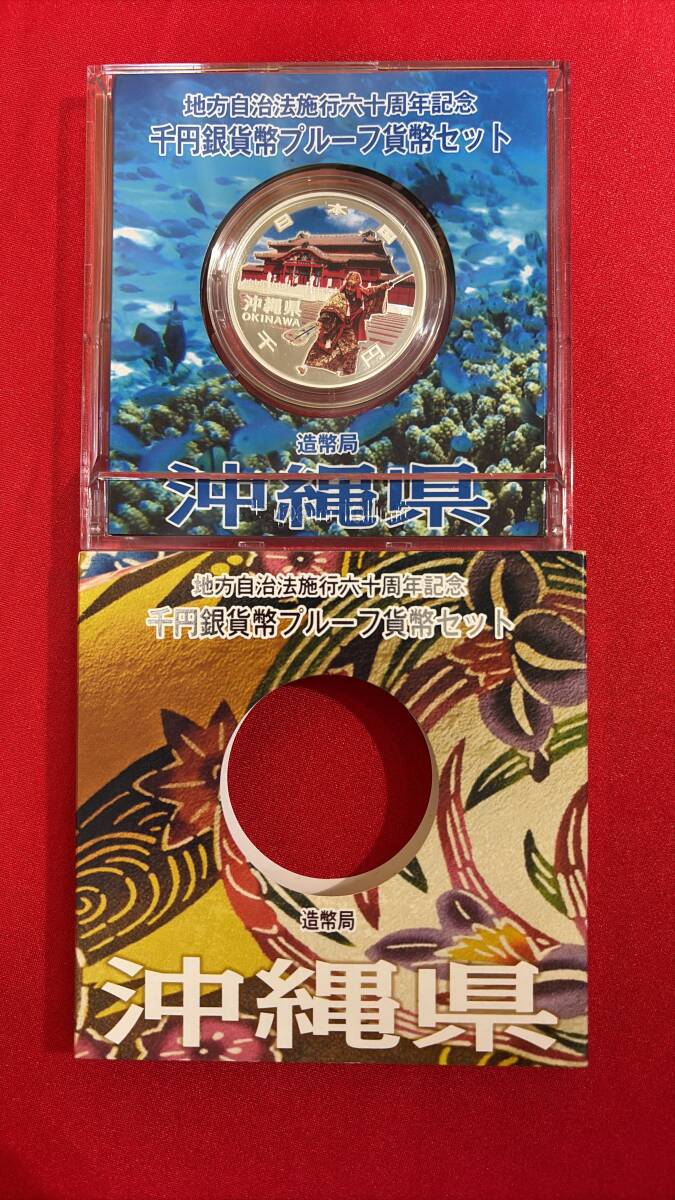 地方自治法施行六十周年記念
千円銀貨幣プルーフ貨幣セット
日本国
沖縄県
OKINAWA
千円
造幣局
沖縄県
地方自治法施行六十周年記念
千円銀貨幣プルーフ貨幣セット
造幣局
沖縄県